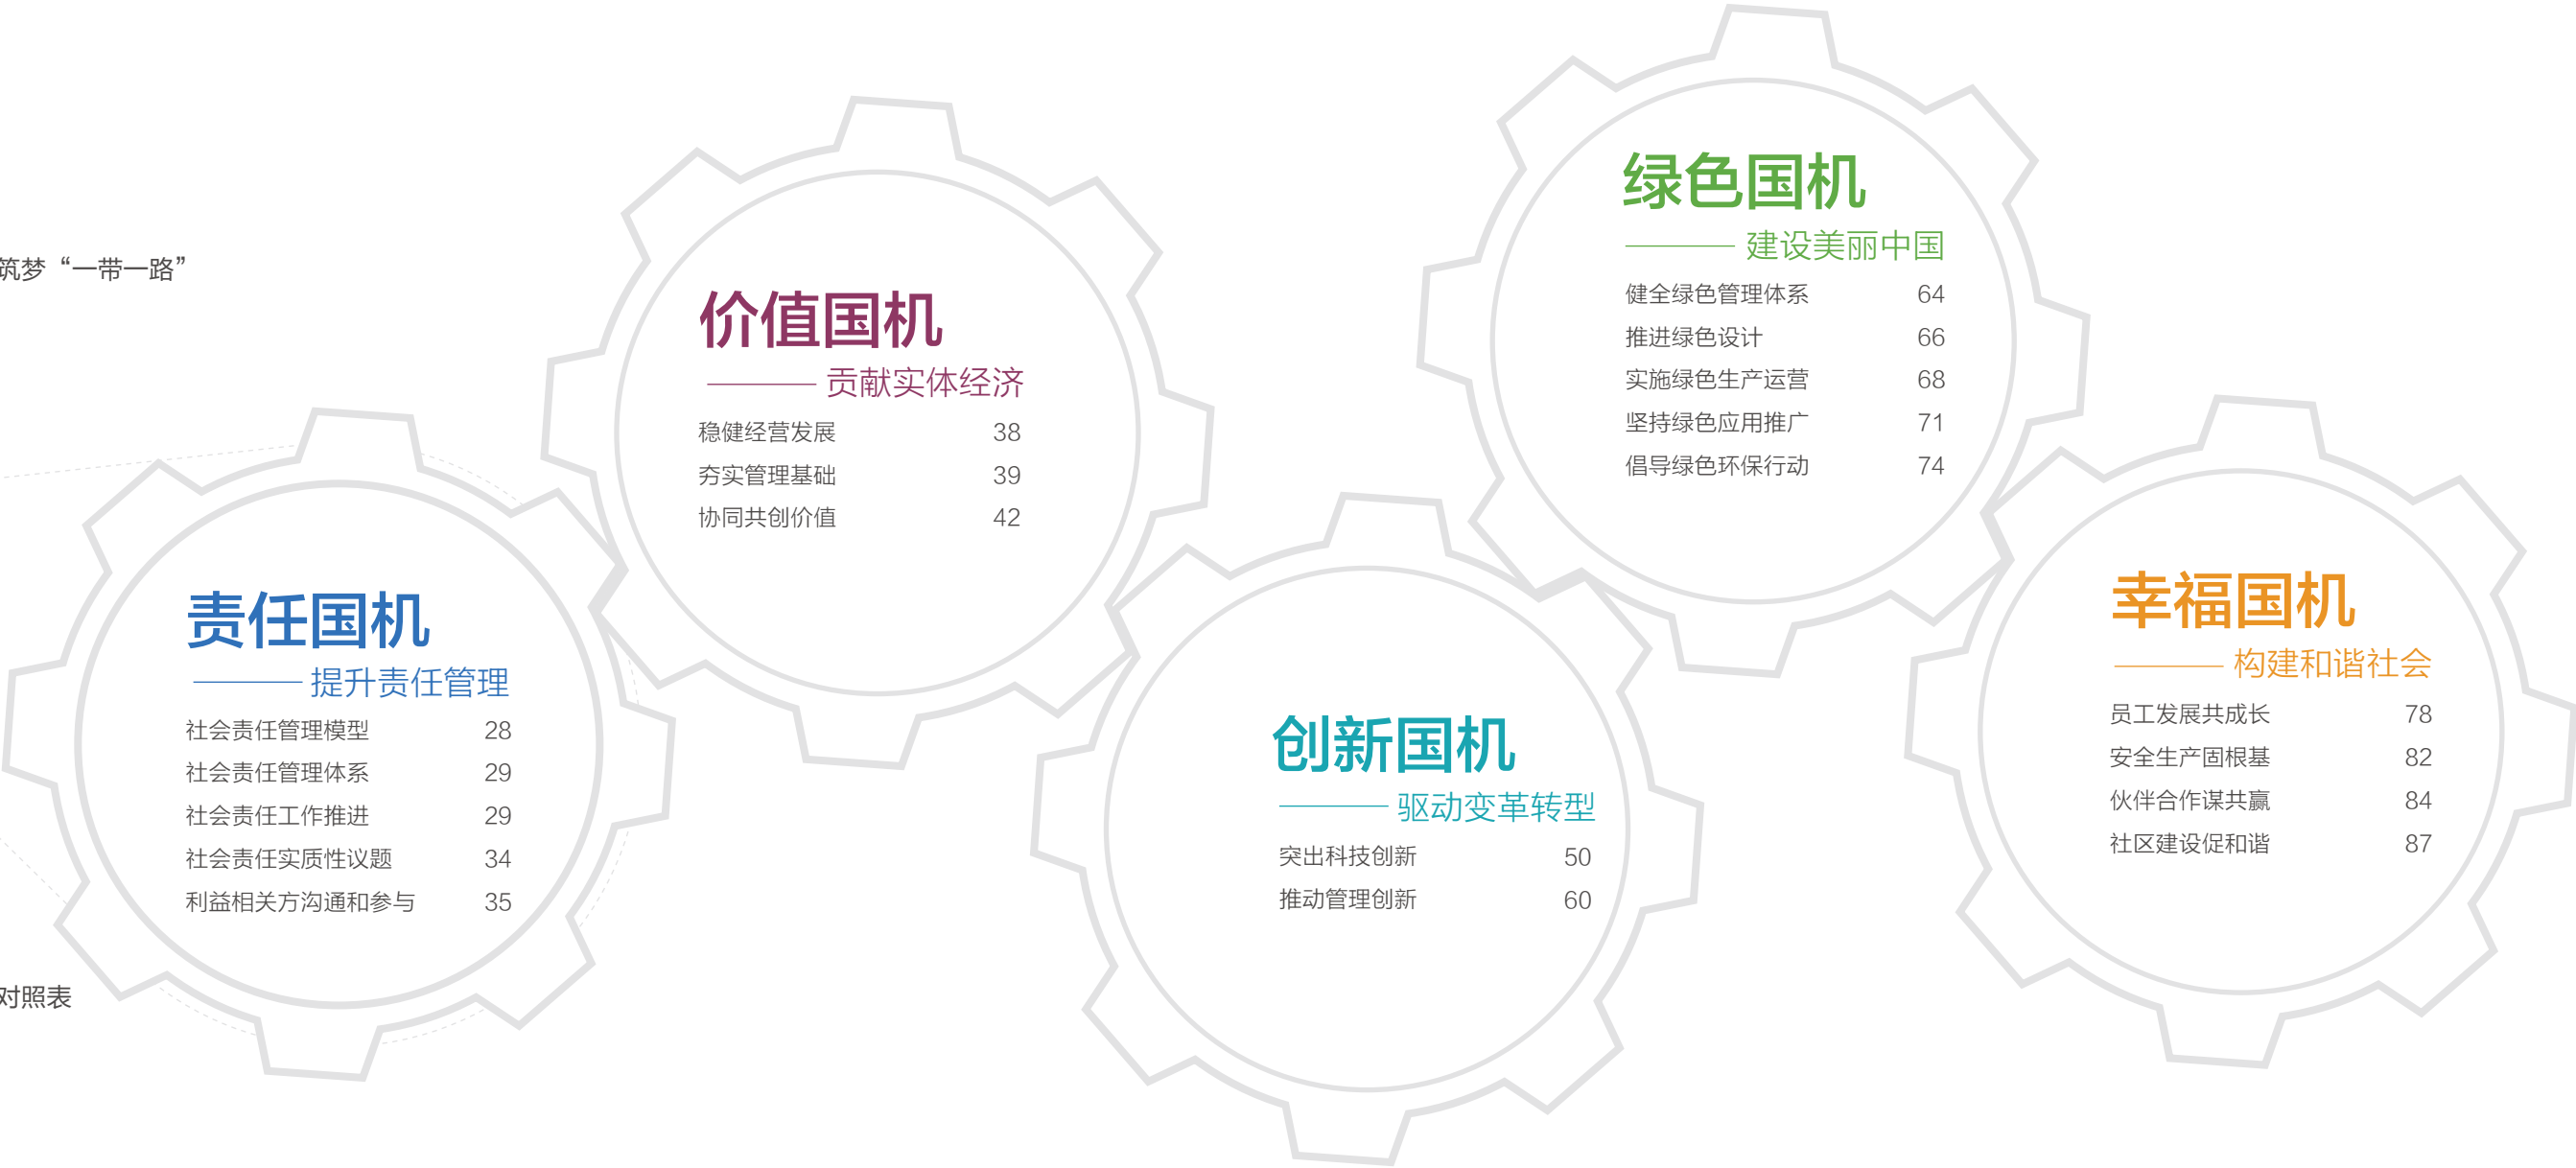 筑梦“一带一路”
对照表
责任国机
提升责任管理
社会责任管理模型 28
社会责任管理体系 29
社会责任工作推进 29
社会责任实质性议题 34
利益相关方沟通和参与 35
价值国机
贡献实体经济
稳健经营发展 38
夯实管理基础 39
协同共创价值 42
创新国机
驱动变革转型
突出科技创新 50
推动管理创新 60
绿色国机
建设美丽中国
健全绿色管理体系 64
推进绿色设计 66
实施绿色生产运营 68
坚持绿色应用推广 71
倡导绿色环保行动 74
幸福国机
构建和谐社会
员工发展共成长 78
安全生产固根基 82
伙伴合作谋共赢 84
社区建设促和谐 87